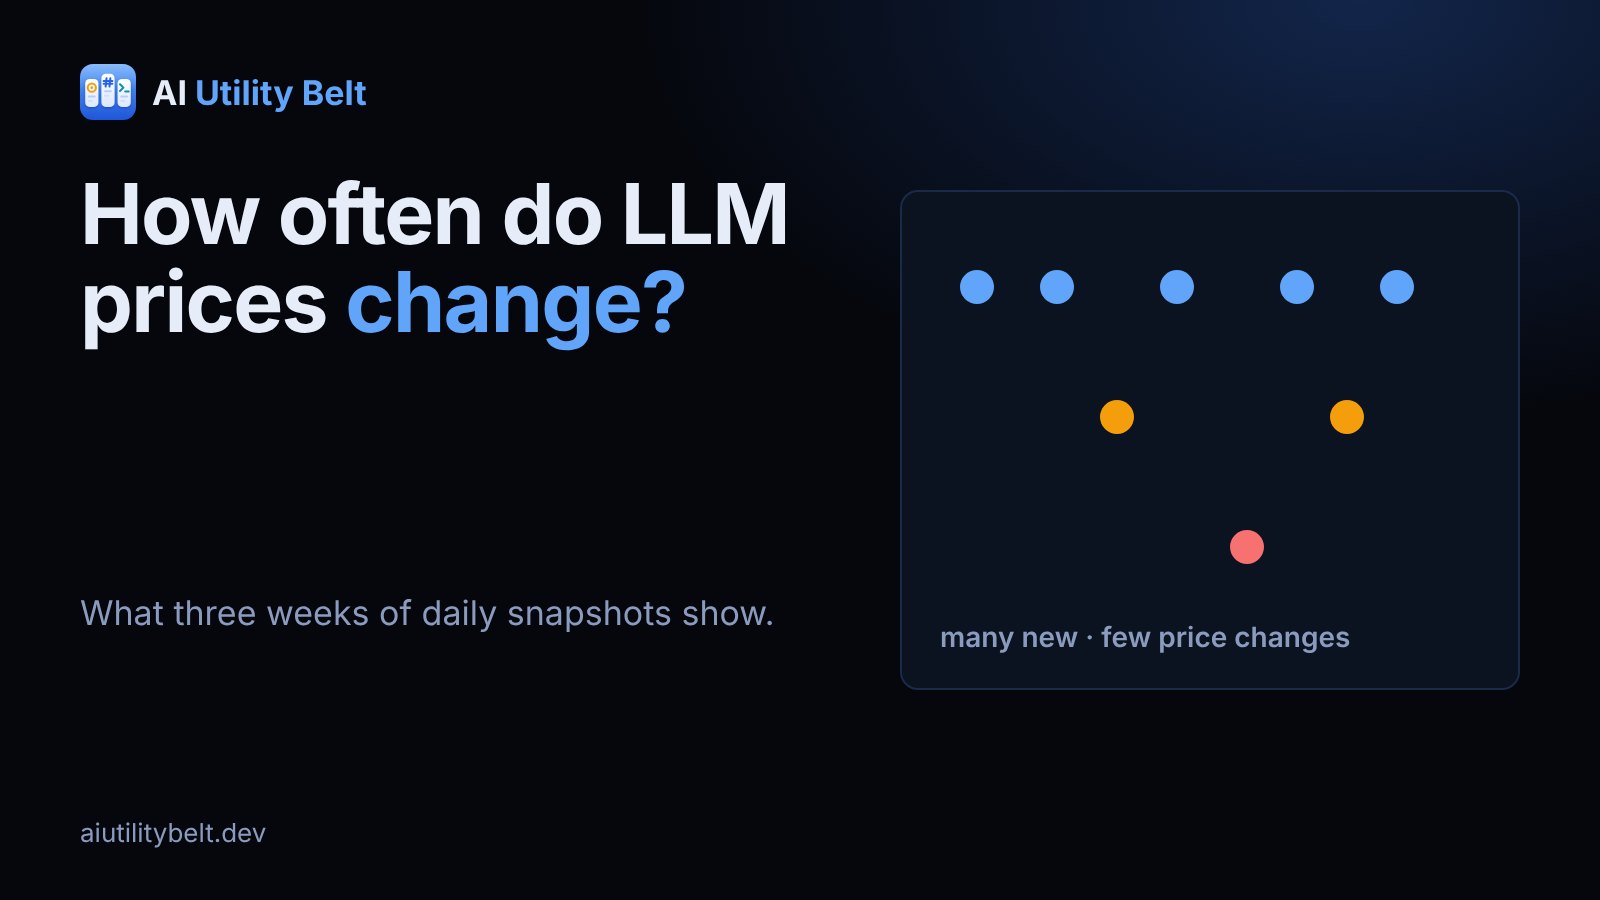 AI Utility Belt
How often do LLM
prices change?
What three weeks of daily snapshots show.
many new · few price changes
aiutilitybelt.dev